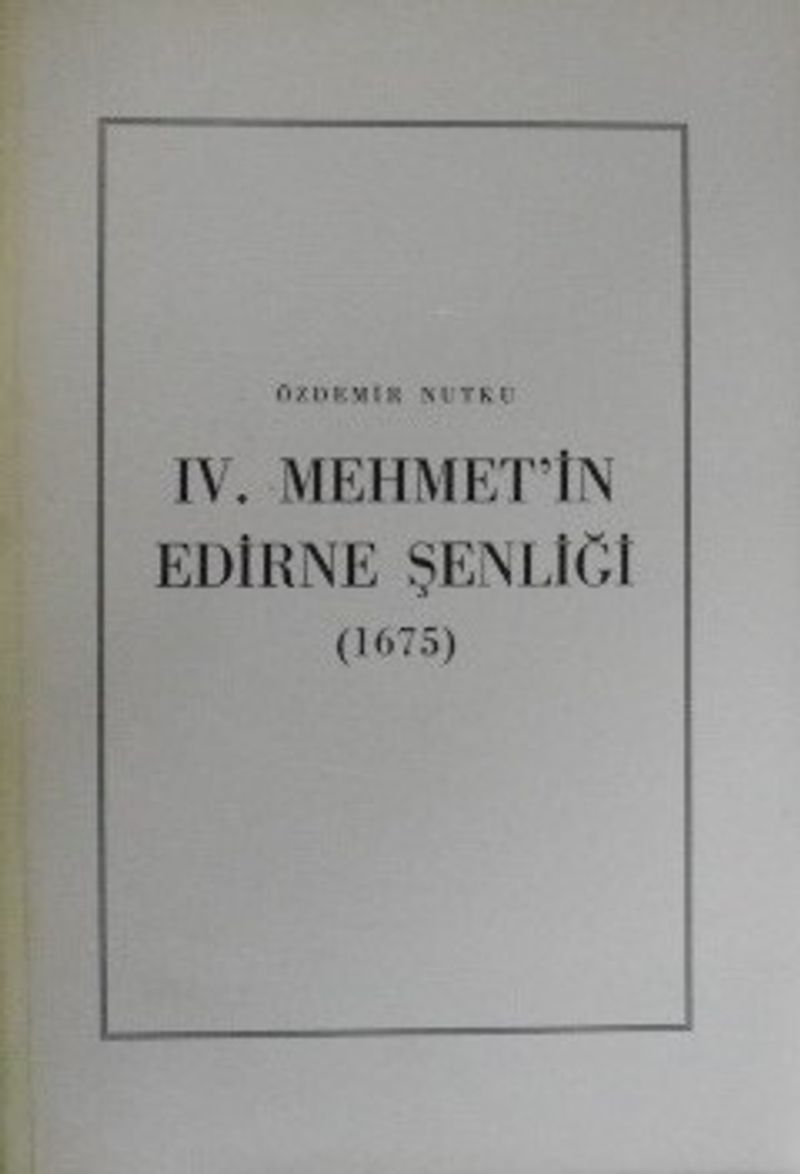 ÖZDEMİR NUTKU
IV. MEHMET'İN
EDİRNE ŞENLİĞİ
(1675)